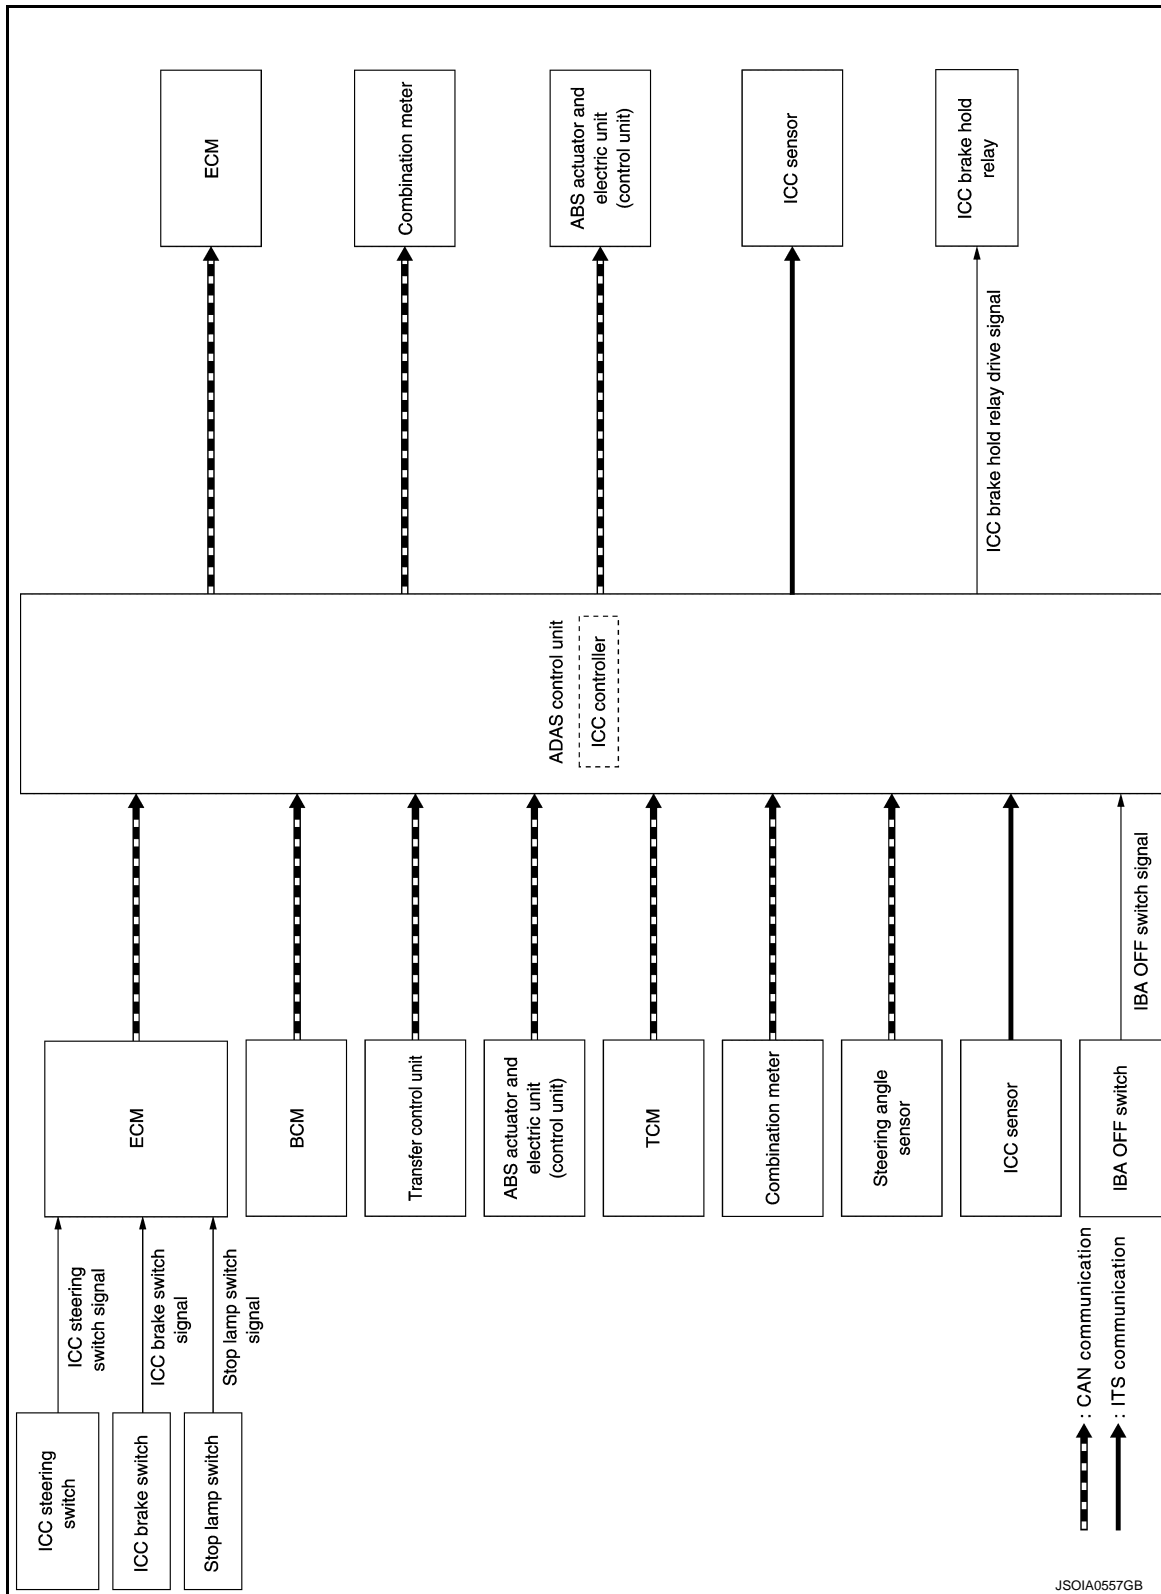 ICC steering
switch
ICC brake switch
Stop lamp switch
ICC steering
switch signal
ICC brake switch
signal
Stop lamp switch
signal
ECM
BCM
Transfer control unit
ABS actuator and
electric unit
(control unit)
TCM
Combination meter
Steering angle
sensor
ICC sensor
IBA OFF switch
IBA OFF switch signal
ADAS control unit
ICC controller
ECM
Combination meter
ABS actuator and
electric unit
(control unit)
ICC sensor
ICC brake hold relay drive signal
ICC brake hold
relay
: CAN communication
: ITS communication
JSOIA0557GB